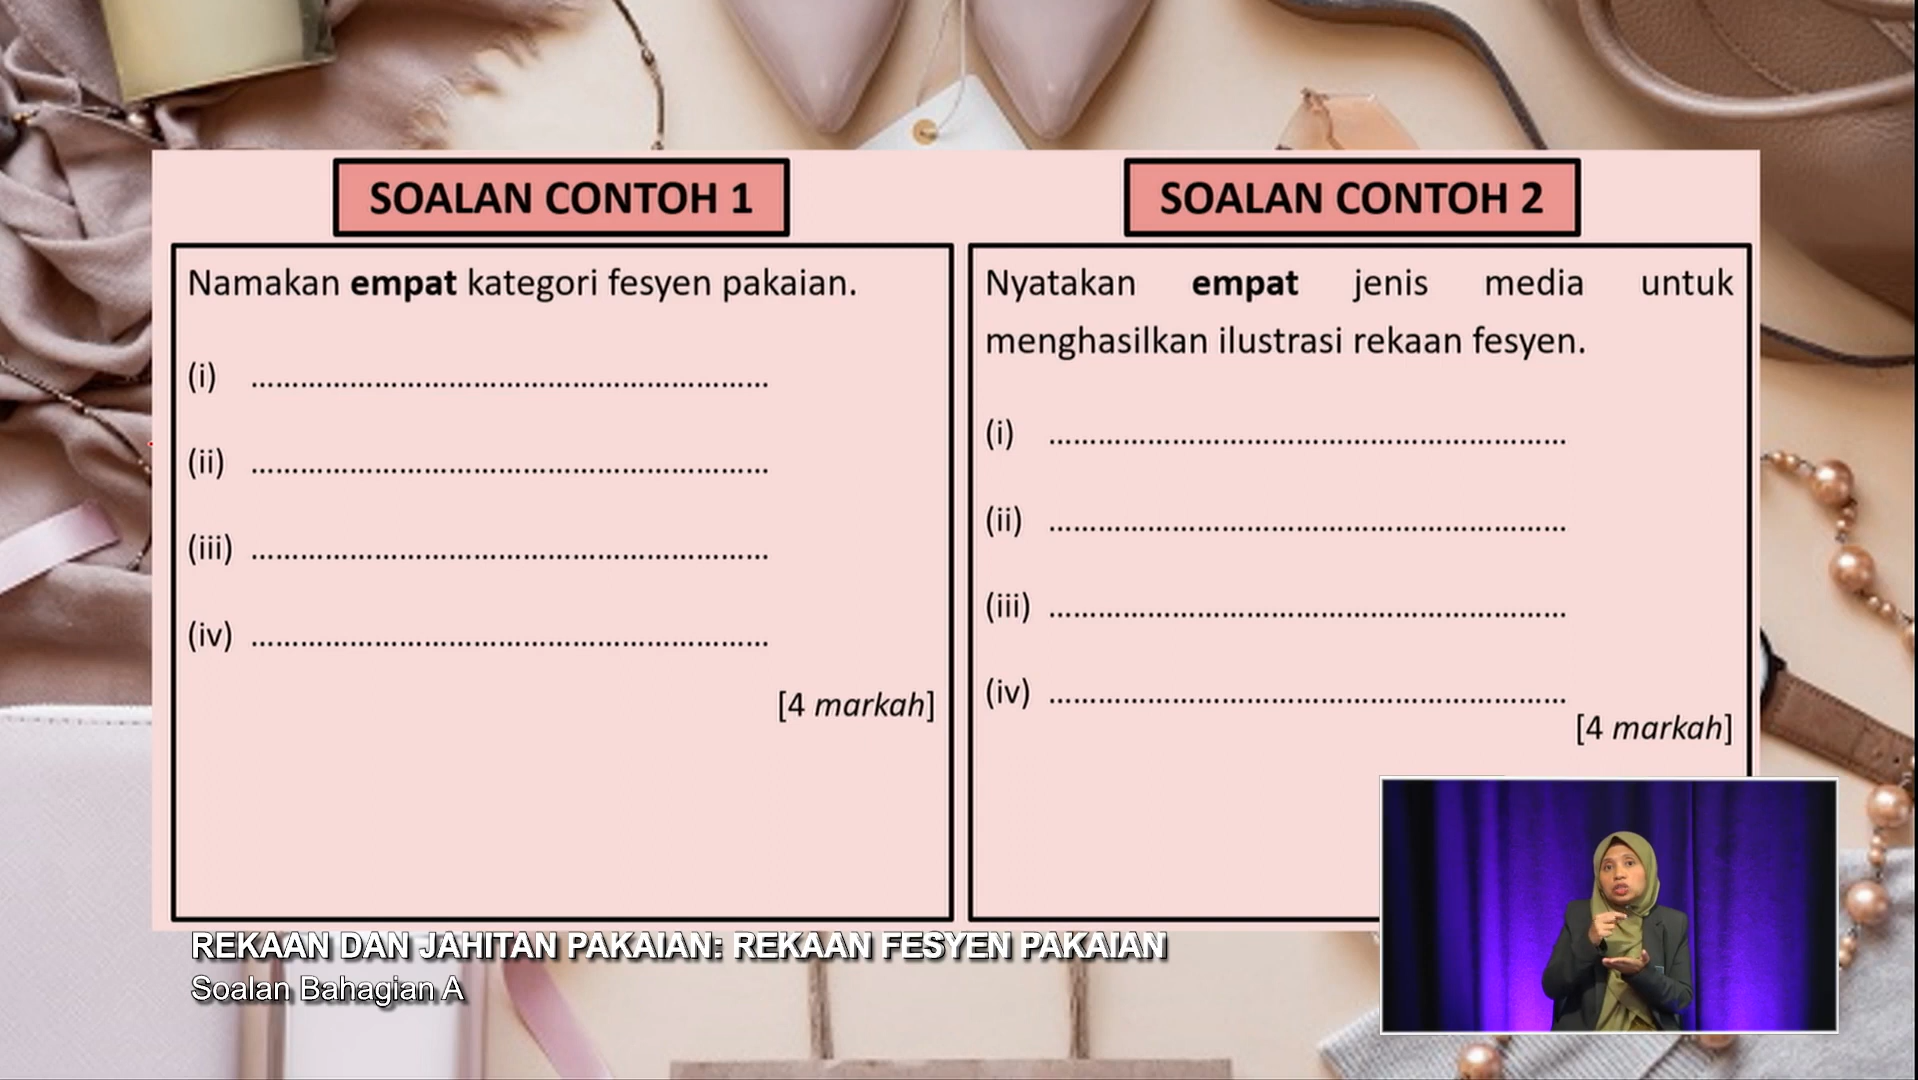 SOALAN CONTOH 1
Namakan empat kategori fesyen pakaian.
(i) ...............................................................
(ii) ...............................................................
(iii) ...............................................................
(iv) ...............................................................
[4 markah]
SOALAN CONTOH 2
Nyatakan empat jenis media untuk
menghasilkan ilustrasi rekaan fesyen.
(i) ...............................................................
(ii) ...............................................................
(iii) ...............................................................
(iv) ...............................................................
[4 markah]
REKAAN DAN JAHITAN PAKAIAN: REKAAN FESYEN PAKAIAN
Soalan Bahagian A